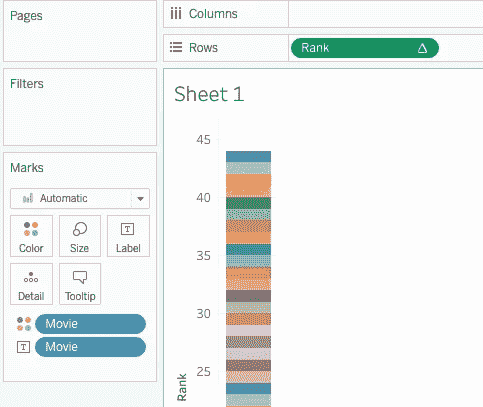 Pages
Columns
Rows
Rank
Filters
Sheet 1
Marks
Automatic
Color
Size
Label
Detail
Tooltip
Movie
Movie
45
40
35
30
25
Rank